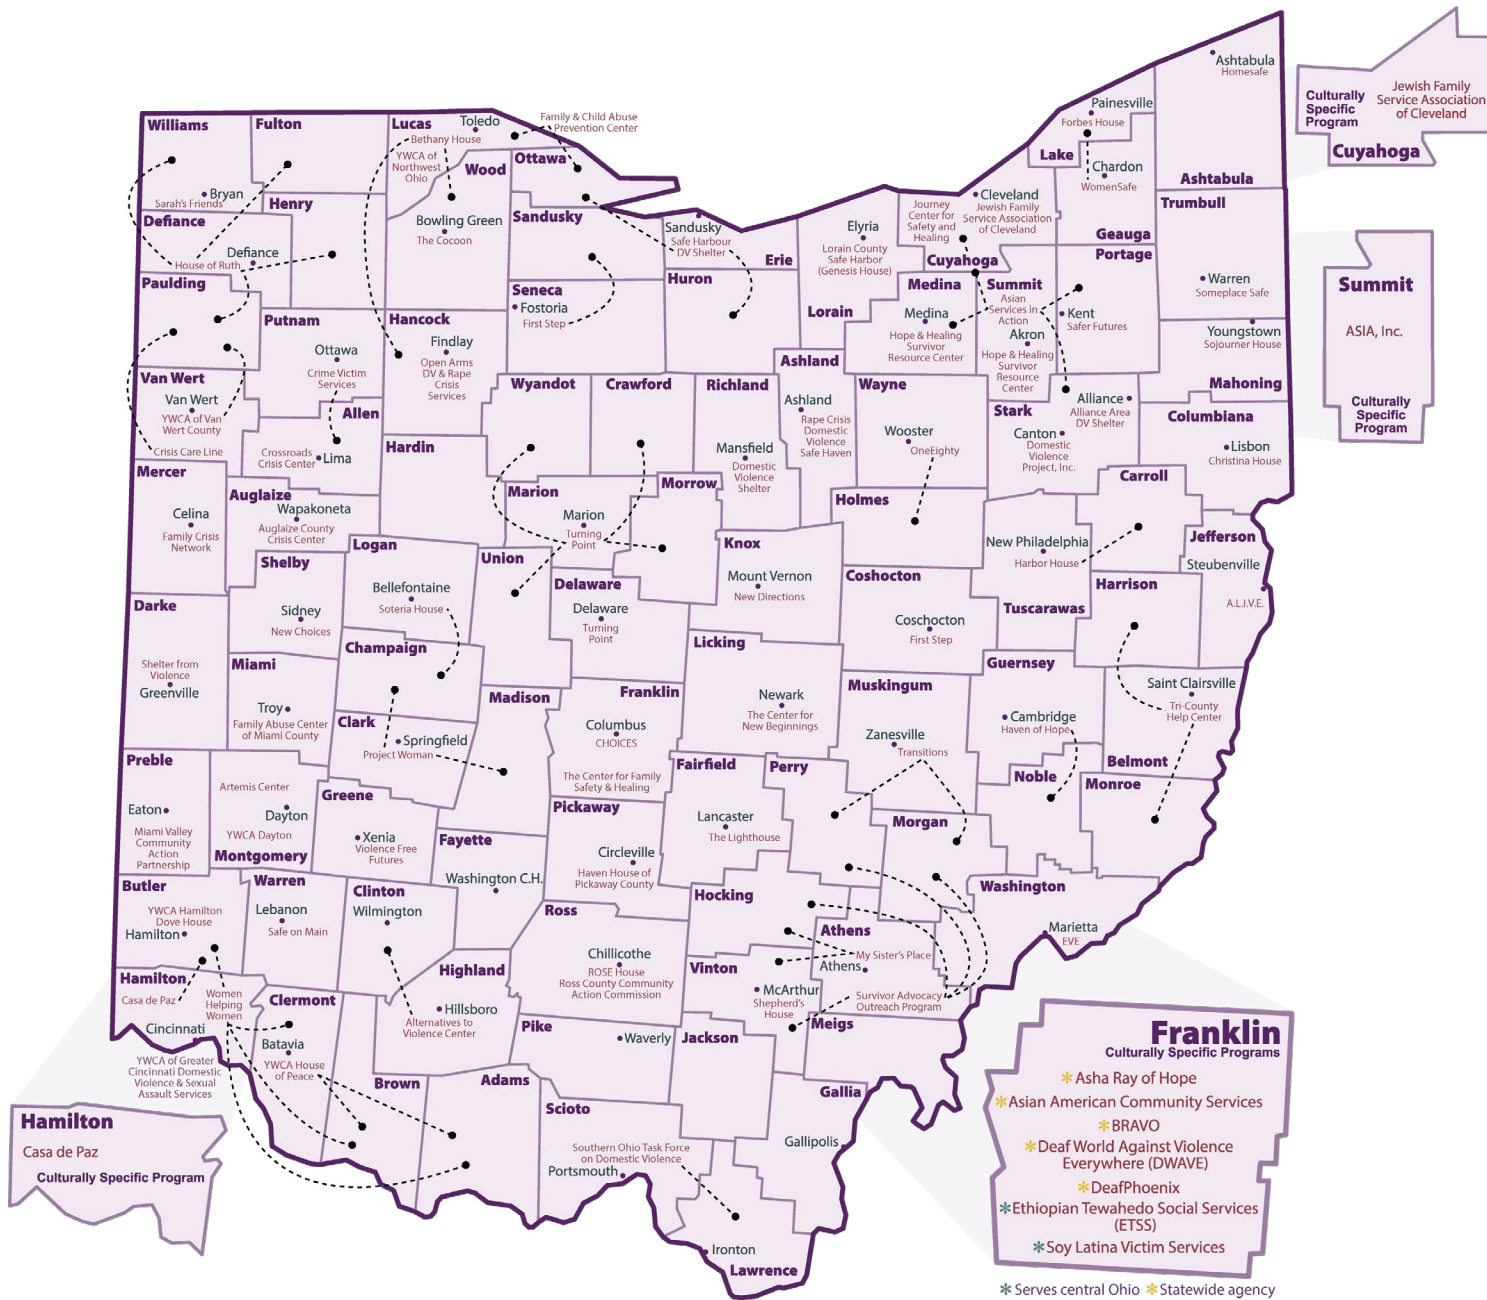 Ashtabula
Homesafe
Painesville
Forbes House
Lake
Chardon
WomenSafe
Ashtabula
Geauga
Trumbull
Warren
Someplace Safe
Culturally
Specific
Program
Jewish Family
Service Association
of Cleveland
Cuyahoga
Williams
Bryan
Sarah's Friends
Fulton
Lucas
Toledo
Bethany House
YWCA of
Northwest
Ohio
Family & Child Abuse
Prevention Center
Ottawa
Wood
Bowling Green
The Cocoon
Henry
Defiance
Defiance
House of Ruth
Sandusky
Sandusky
Safe Harbour
DV Shelter
Erie
Elyria
Lorain County
Safe Harbor
(Genesis House)
Lorain
Journey
Center for
Safety and
Healing
Cleveland
Jewish Family
Service Association
of Cleveland
Cuyahoga
Portage
Kent
Safer Futures
Summit
Asian
Services in
Action
Akron
Hope & Healing
Survivor
Resource
Center
Medina
Medina
Hope & Healing
Survivor
Resource Center
Youngstown
Sojourner House
Mahoning
Summit
ASIA, Inc.
Culturally
Specific
Program
Paulding
Putnam
Ottawa
Crime Victim
Services
Hancock
Findlay
Open Arms
DV & Rape
Crisis
Services
Seneca
Fostoria
First Step
Huron
Ashland
Ashland
Rape Crisis
Domestic
Violence
Safe Haven
Van Wert
Van Wert
YWCA of Van
Wert County
Crisis Care Line
Allen
Crossroads
Crisis Center
Lima
Hardin
Wyandot
Crawford
Richland
Mansfield
Domestic
Violence
Shelter
Wayne
Wooster
OneEighty
Stark
Alliance
Alliance Area
DV Shelter
Canton
Domestic
Violence
Project, Inc.
Columbiana
Lisbon
Christina House
Mercer
Celina
Family Crisis
Network
Auglaize
Wapakoneta
Auglaize County
Crisis Center
Marion
Marion
Turning
Point
Morrow
Holmes
Carroll
Jefferson
Steubenville
A.L.I.V.E.
New Philadelphia
Harbor House
Tuscarawas
Harrison
Logan
Bellefontaine
Soteria House
Shelby
Sidney
New Choices
Union
Delaware
Delaware
Turning
Point
Knox
Mount Vernon
New Directions
Coshocton
Coschocton
First Step
Darke
Shelter from
Violence
Greenville
Miami
Troy
Family Abuse Center
of Miami County
Champaign
Clark
Springfield
Project Woman
Madison
Franklin
Columbus
CHOICES
The Center for Family
Safety & Healing
Licking
Newark
The Center for
New Beginnings
Muskingum
Zanesville
Transitions
Guernsey
Cambridge
Haven of Hope
Saint Clairsville
Tri-County
Help Center
Belmont
Noble
Monroe
Preble
Eaton
Miami Valley
Community
Action
Partnership
Artemis Center
Dayton
YWCA Dayton
Montgomery
Greene
Xenia
Violence Free
Futures
Fayette
Washington C.H.
Pickaway
Circleville
Haven House of
Pickaway County
Fairfield
Lancaster
The Lighthouse
Perry
Morgan
Washington
Marietta
EVE
Butler
YWCA Hamilton
Dove House
Hamilton
Warren
Lebanon
Safe on Main
Clinton
Wilmington
Highland
Hillsboro
Alternatives to
Violence Center
Ross
Chillicothe
ROSE House
Ross County Community
Action Commission
Hocking
Athens
My Sister's Place
Athens
Survivor Advocacy
Outreach Program
Vinton
McArthur
Shepherd's
House
Meigs
Hamilton
Casa de Paz
Women
Helping
Women
Cincinnati
YWCA of Greater
Cincinnati Domestic
Violence & Sexual
Assault Services
Clermont
Batavia
YWCA House
of Peace
Brown
Adams
Pike
Waverly
Jackson
Gallia
Gallipolis
Scioto
Southern Ohio Task Force
on Domestic Violence
Portsmouth
Ironton
Lawrence
Hamilton
Casa de Paz
Culturally Specific Program
Franklin
Culturally Specific Programs
*Asha Ray of Hope
*Asian American Community Services
*BRAVO
*Deaf World Against Violence
Everywhere (DWAVE)
*DeafPhoenix
*Ethiopian Tewahedo Social Services
(ETSS)
*Soy Latina Victim Services
*Serves central Ohio *Statewide agency